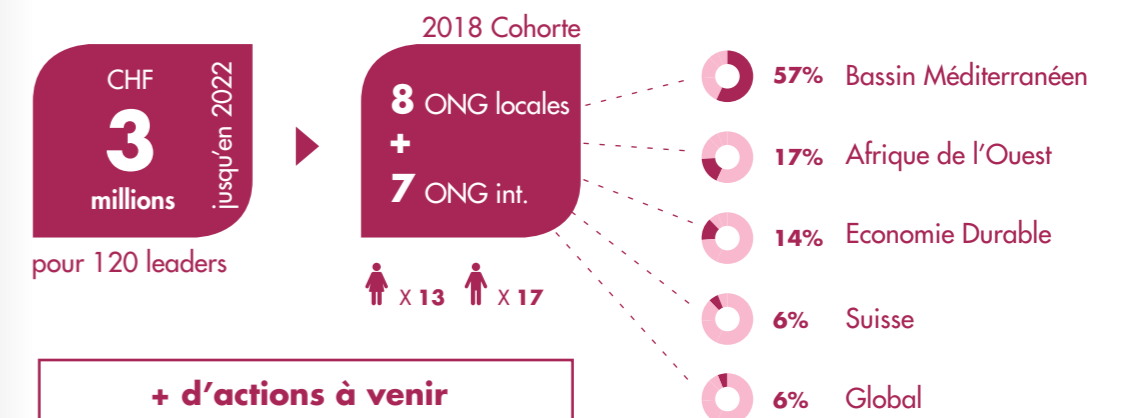 CHF
3
millions
jusqu'en 2022
pour 120 leaders
2018 Cohorte
8 ONG locales
+
7 ONG int.
X 13 X 17
57% Bassin Méditerranéen
17% Afrique de l'Ouest
14% Economie Durable
6% Suisse
6% Global
+ d'actions à venir